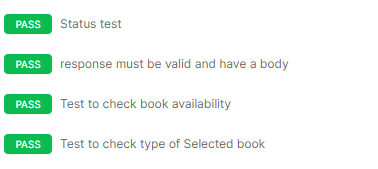 PASS Status test
PASS response must be valid and have a body
PASS Test to check book availability
PASS Test to check type of Selected book